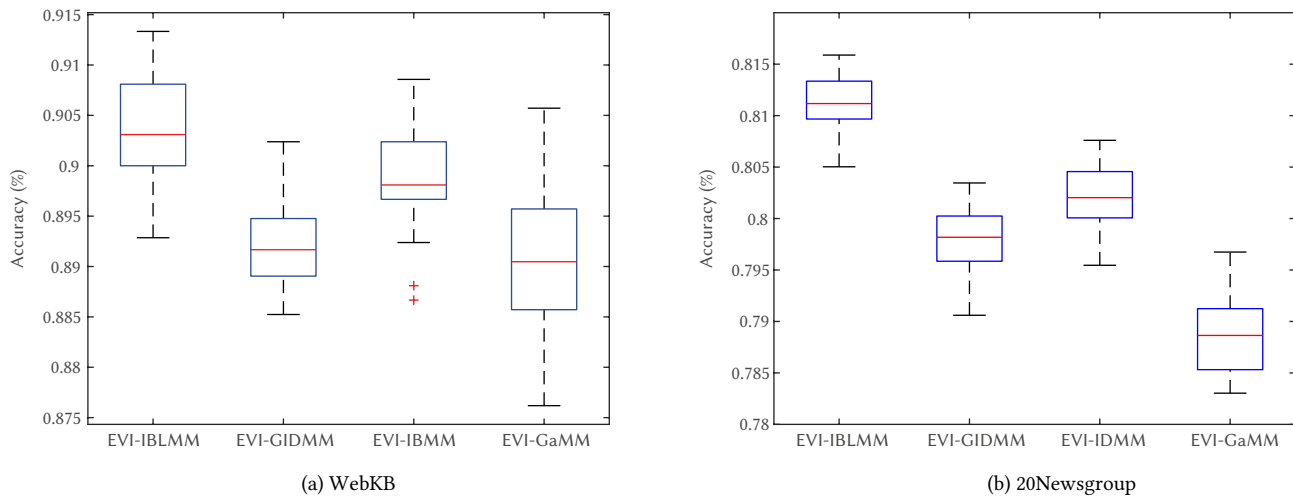 0.915
0.91
0.905
0.9
0.895
0.89
0.885
0.88
0.875
Accuracy (%)
EVI-IBLMM EVI-GIDMM EVI-IBMM EVI-GaMM
(a) WebKB
0.815
0.81
0.805
0.8
0.795
0.79
0.785
0.78
Accuracy (%)
EVI-IBLMM EVI-GIDMM EVI-IDMM EVI-GaMM
(b) 20Newsgroup